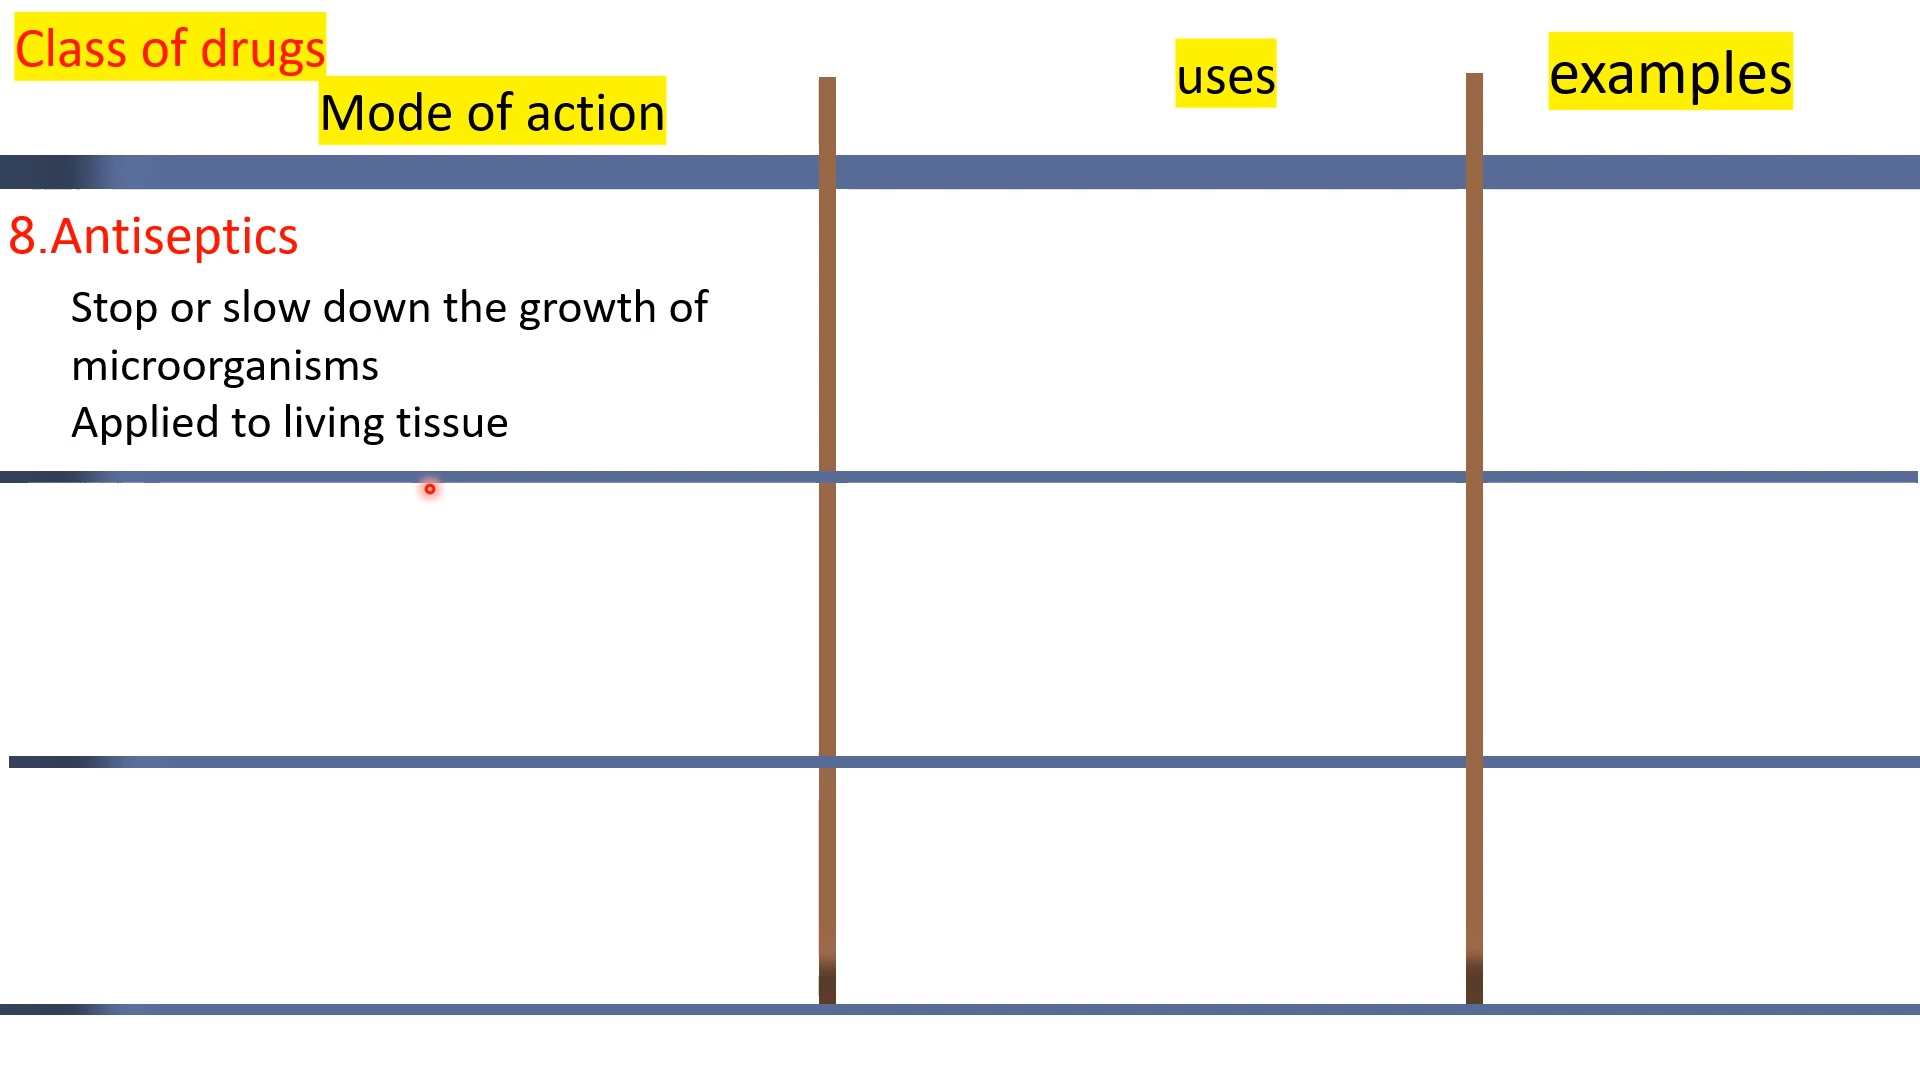 Class of drugs
Mode of action
uses
examples
8.Antiseptics
Stop or slow down the growth of
microorganisms
Applied to living tissue